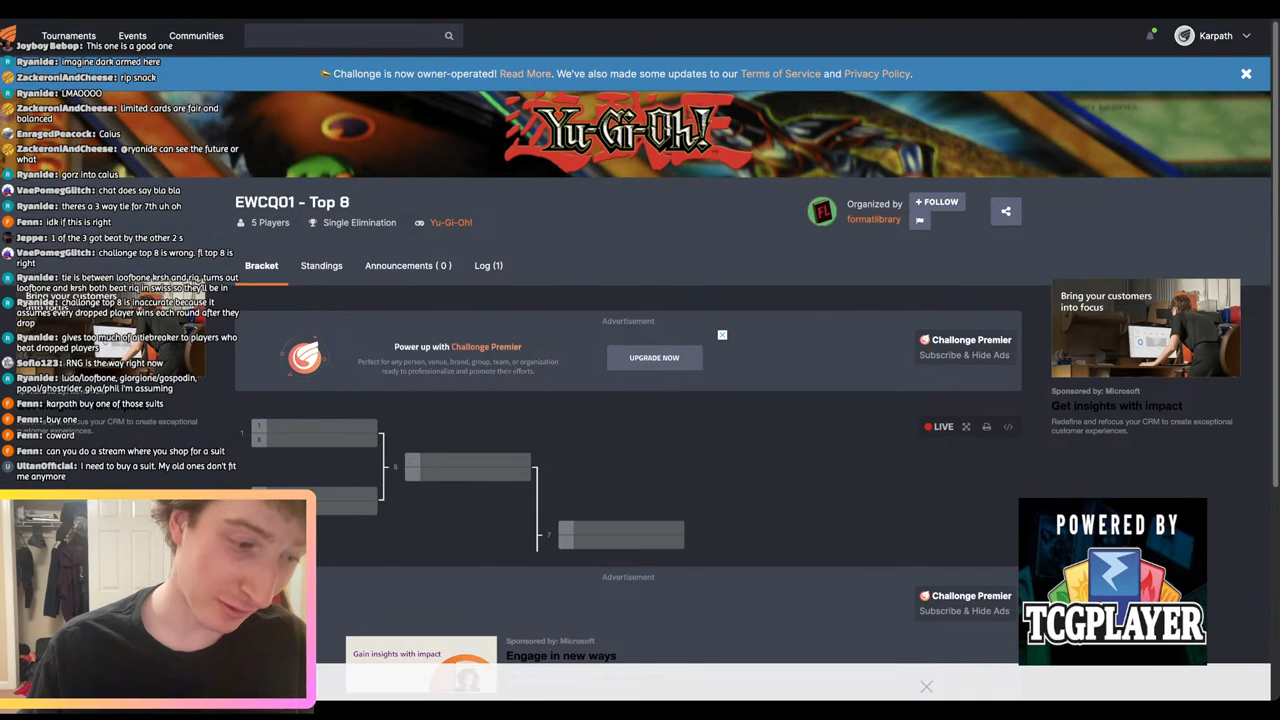 Tournaments Events Communities
Karpath
Joyboy Bebop: This one is a good one
Ryanide: imagine dark armed here
ZackeroniAndCheese: rip snack
Ryanide: LMAOOOO
ZackeroniAndCheese: limited cards are fair and
balanced
EnragedPeacock: Caius
ZackeroniAndCheese: @ryanide can see the future or
what
Ryanide: gorz into caius
VaePomegGlitch: chat does say bla bla
Ryanide: theres a 3 way tie for 7th uh oh
Fenn: idk if this is right
Jeppe: 1 of the 3 got beat by the other 2 s
VaePomegGlitch: challonge top 8 is wrong. fl top 8 is
right
Ryanide: tie is between loofbone krsh and riq, turns out
loofbone and krsh both beat riq in swiss so they'll be in
Ryanide: challonge top 8 is inaccurate because it
assumes every dropped player wins each round after they
drop
Ryanide: gives too much of a tiebreaker to players who
beat dropped players
Sofio123: RNG is the way right now
Ryanide: ludo/loofbone, giorgione/gospodin,
papal/ghostrider, giya/phil i'm assuming
Fenn: karpath buy one of those suits
Fenn: buy one
Fenn: coward
Fenn: can you do a stream where you shop for a suit
UltanOfficial: I need to buy a suit. My old ones don't fit
me anymore
Challonge is now owner-operated! Read More. We've also made some updates to our Terms of Service and Privacy Policy.
Yu-Gi-Oh!
EWCQ01 - Top 8
5 Players Single Elimination Yu-Gi-Oh!
FL
Organized by
formatlibrary
+ FOLLOW
Bracket Standings Announcements ( 0 ) Log (1)
Bring your customers
into focus
Advertisement
Power up with Challonge Premier
Perfect for any person, venue, brand, group, team, or organization
ready to professionalize and promote their efforts.
UPGRADE NOW
Challonge Premier
Subscribe & Hide Ads
Bring your customers
into focus
Sponsored by: Microsoft
Get insights with impact
Redefine and refocus your CRM to create exceptional
customer experiences.
LIVE
1
1
8
5
7
Advertisement
Challonge Premier
Subscribe & Hide Ads
Gain insights with impact
Sponsored by: Microsoft
Engage in new ways
POWERED BY
TCGPLAYER